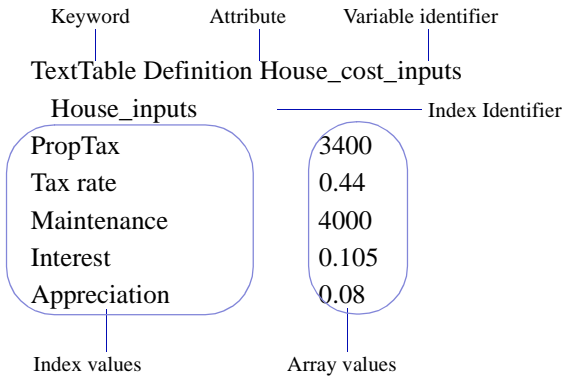 Keyword Attribute Variable identifier
TextTable Definition House_cost_inputs
House_inputs Index Identifier
PropTax 3400
Tax rate 0.44
Maintenance 4000
Interest 0.105
Appreciation 0.08
Index values Array values